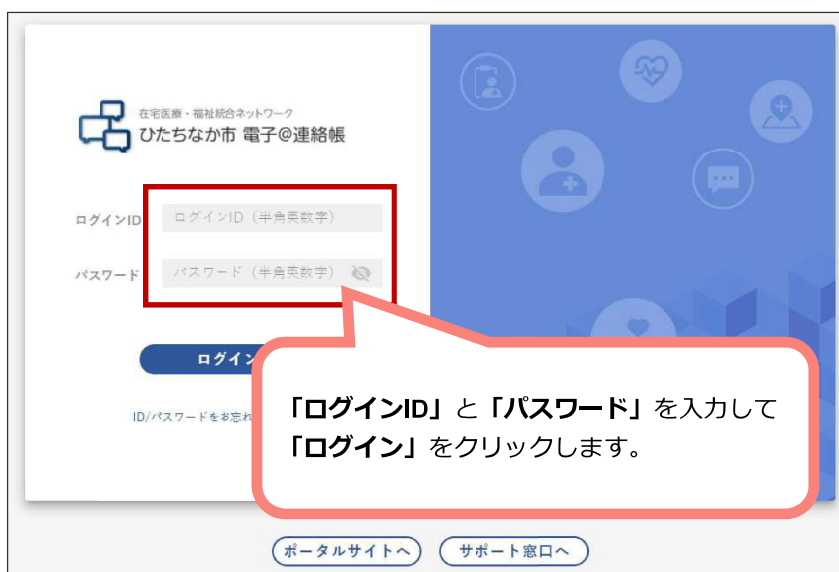 在宅医療・福祉統合ネットワーク
ひたちなか市 電子@連絡帳
ログインID
ログインID（半角英数字）
パスワード
パスワード（半角英数字）
ログイン
ID/パスワードをお忘れ
「ログインID」と「パスワード」を入力して
「ログイン」をクリックします。
ポータルサイトへ
サポート窓口へ